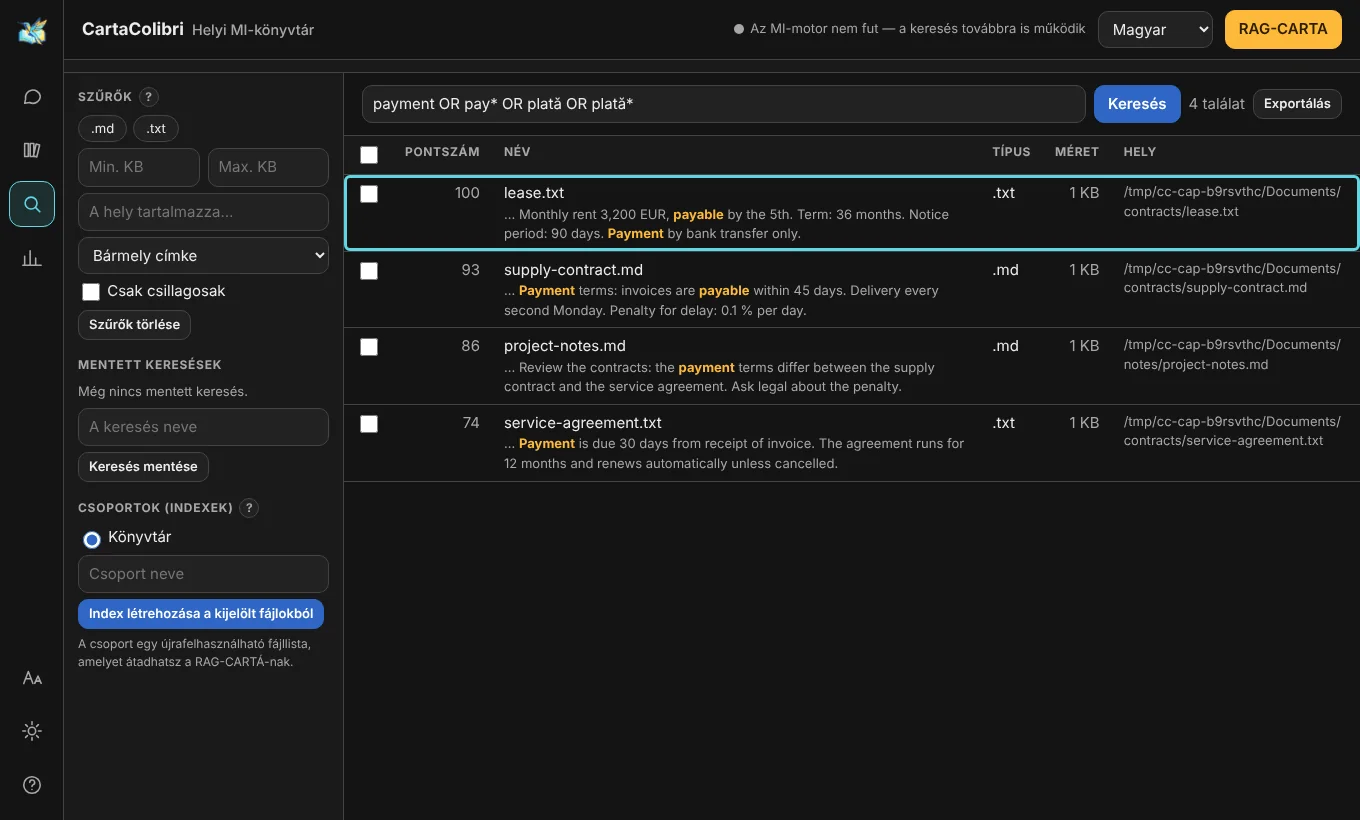 CartaColibri Helyi MI-könyvtár
Az MI-motor nem fut — a keresés továbbra is működik
Magyar
RAG-CARTA
SZŰRŐK ?
.md .txt
Min. KB Max. KB
A hely tartalmazza...
Bármely címke
Csak csillagosak
Szűrők törlése
MENTETT KERESÉSEK
Még nincs mentett keresés.
A keresés neve
Keresés mentése
CSOPORTOK (INDEXEK) ?
Könyvtár
Csoport neve
Index létrehozása a kijelölt fájlokból
A csoport egy újrafelhasználható fájllista,
amelyet átadhatsz a RAG-CARTÁ-nak.
payment OR pay* OR plată OR plată*
Keresés
4 találat
Exportálás
PONTSZÁM NÉV TÍPUS MÉRET HELY
100 lease.txt .txt 1 KB /tmp/cc-cap-b9rsvthc/Documents/
contracts/lease.txt
... Monthly rent 3,200 EUR, payable by the 5th. Term: 36 months. Notice
period: 90 days. Payment by bank transfer only.
93 supply-contract.md .md 1 KB /tmp/cc-cap-b9rsvthc/Documents/
contracts/supply-contract.md
... Payment terms: invoices are payable within 45 days. Delivery every
second Monday. Penalty for delay: 0.1 % per day.
86 project-notes.md .md 1 KB /tmp/cc-cap-b9rsvthc/Documents/
notes/project-notes.md
... Review the contracts: the payment terms differ between the supply
contract and the service agreement. Ask legal about the penalty.
74 service-agreement.txt .txt 1 KB /tmp/cc-cap-b9rsvthc/Documents/
contracts/service-agreement.txt
... Payment is due 30 days from receipt of invoice. The agreement runs for
12 months and renews automatically unless cancelled.
AA
?